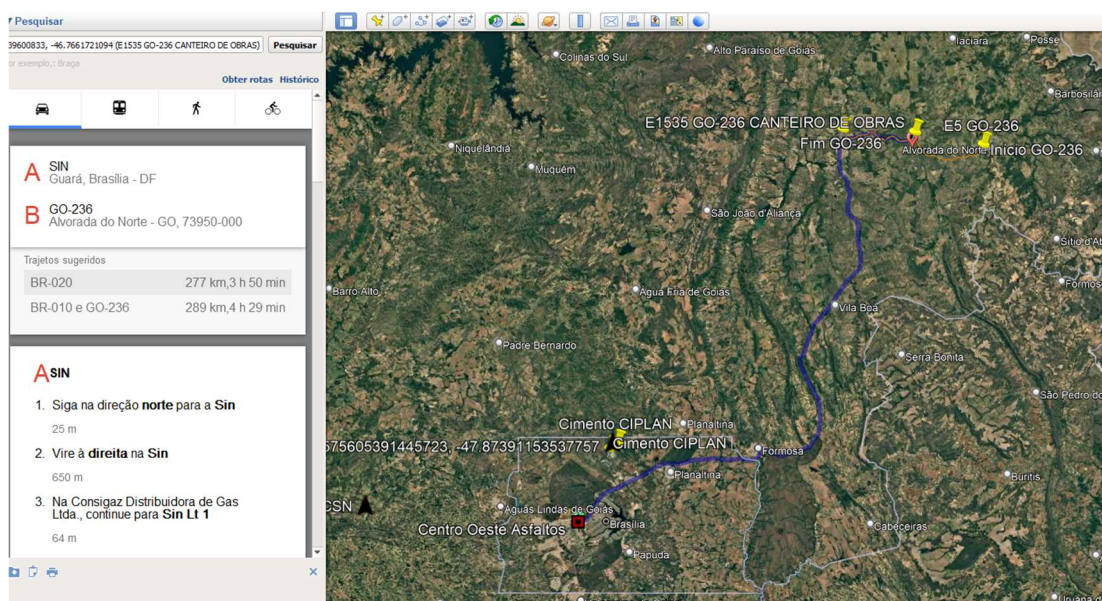 Pesquisar
39600833, -46.7661721094 (E1535 GO-236 CANTEIRO DE OBRAS)
Pesquisar
or exemplo,: Braga
Obter rotas Histórico
A SIN
Guará, Brasília - DF
B GO-236
Alvorada do Norte - GO, 73950-000
Trajetos sugeridos
BR-020 277 km,3 h 50 min
BR-010 e GO-236 289 km,4 h 29 min
A SIN
1. Siga na direção norte para a Sin
25 m
2. Vire à direita na Sin
650 m
3. Na Consigaz Distribuidora de Gas
Ltda., continue para Sin Lt 1
64 m
Iaciara
Posse
Alto Paraíso de Goiás
Colinas do Sul
E1535 GO-236 CANTEIRO DE OBRAS
E5 GO-236
Fim GO-236
Alvorada do Norte
Início GO-236
Niquelândia
Muquém
São João d'Aliança
Sítio d'Ab
Formos
Barro Alto
Água Fria de Goiás
Vila Boa
Padre Bernardo
Serra Bonita
São Pedro do
Cimento CIPLAN
Planaltina
575605391445723, -47.87391153537757
Cimento CIPLAN
Formosa
Planaltina
Buritis
CSN
Águas Lindas de Goiás
Centro Oeste Asfaltos
Brasília
Cabeceiras
Papuda
Uruana d